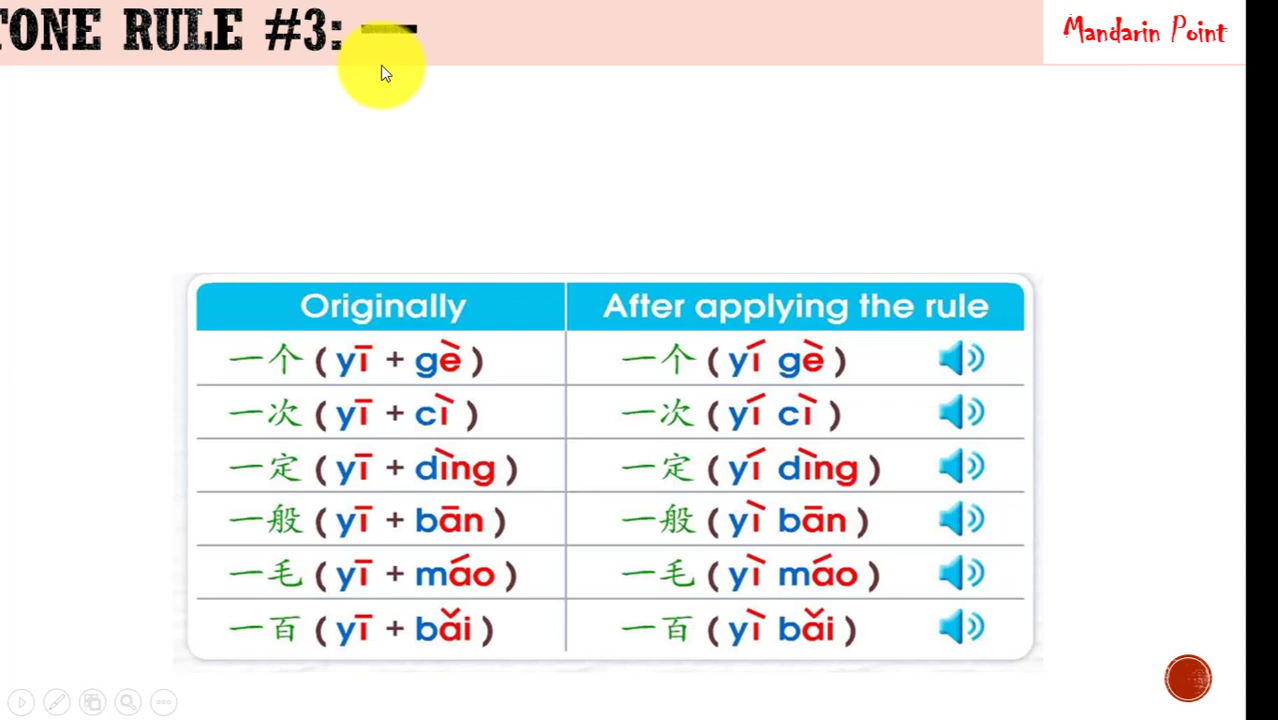 TONE RULE #3: 一
Mandarin Point
Originally After applying the rule
一个 ( yī + gè ) 一个 ( yí gè )
一次 ( yī + cì ) 一次 ( yí cì )
一定 ( yī + dìng ) 一定 ( yí dìng )
一般 ( yī + bān ) 一般 ( yì bān )
一毛 ( yī + máo ) 一毛 ( yì máo )
一百 ( yī + bǎi ) 一百 ( yì bǎi )